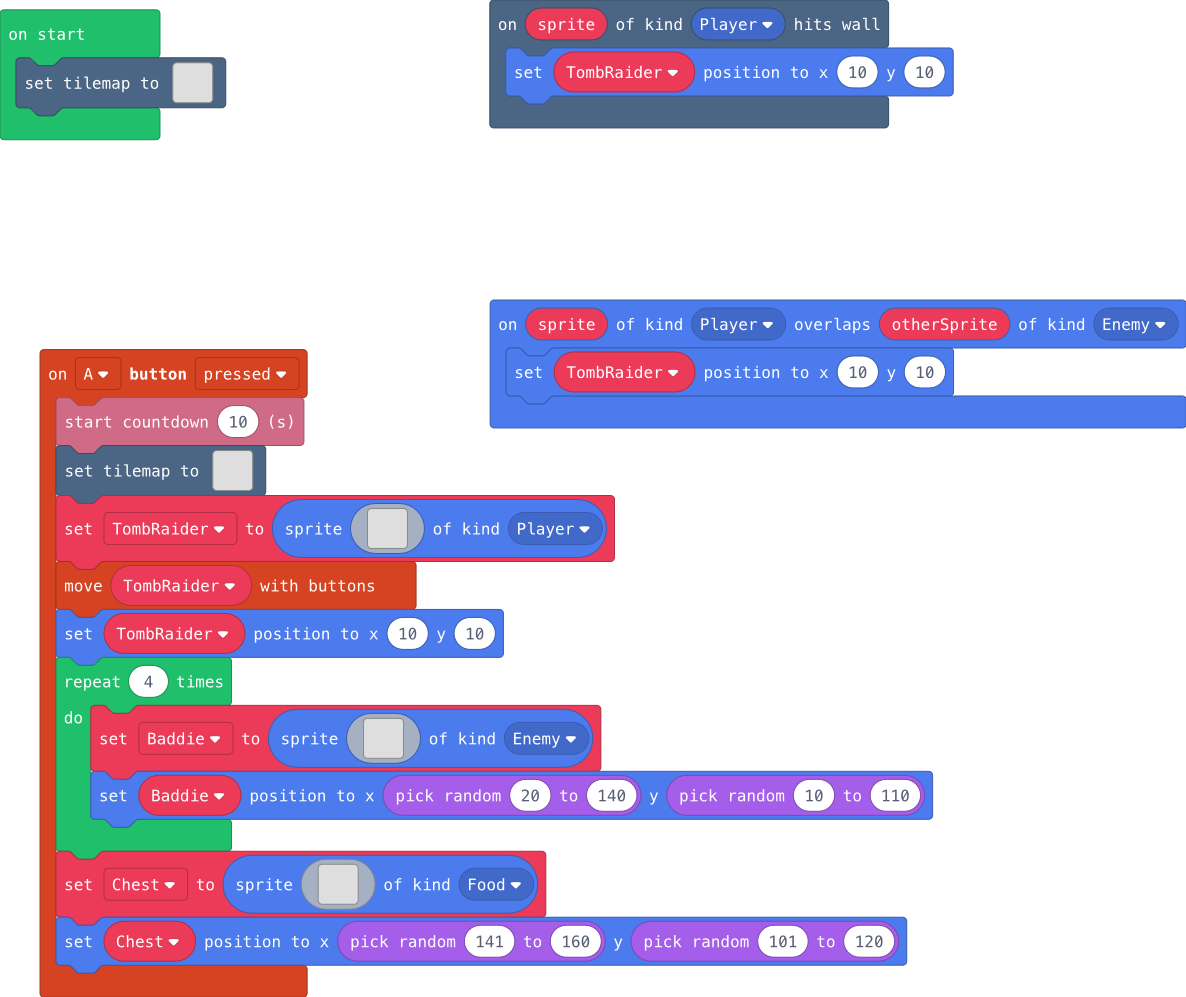 on start
set tilemap to
on sprite of kind Player hits wall
set TombRaider position to x 10 y 10
on sprite of kind Player overlaps otherSprite of kind Enemy
set TombRaider position to x 10 y 10
on A button pressed
start countdown 10 (s)
set tilemap to
set TombRaider to sprite of kind Player
move TombRaider with buttons
set TombRaider position to x 10 y 10
repeat 4 times
do
set Baddie to sprite of kind Enemy
set Baddie position to x pick random 20 to 140 y pick random 10 to 110
set Chest to sprite of kind Food
set Chest position to x pick random 141 to 160 y pick random 101 to 120